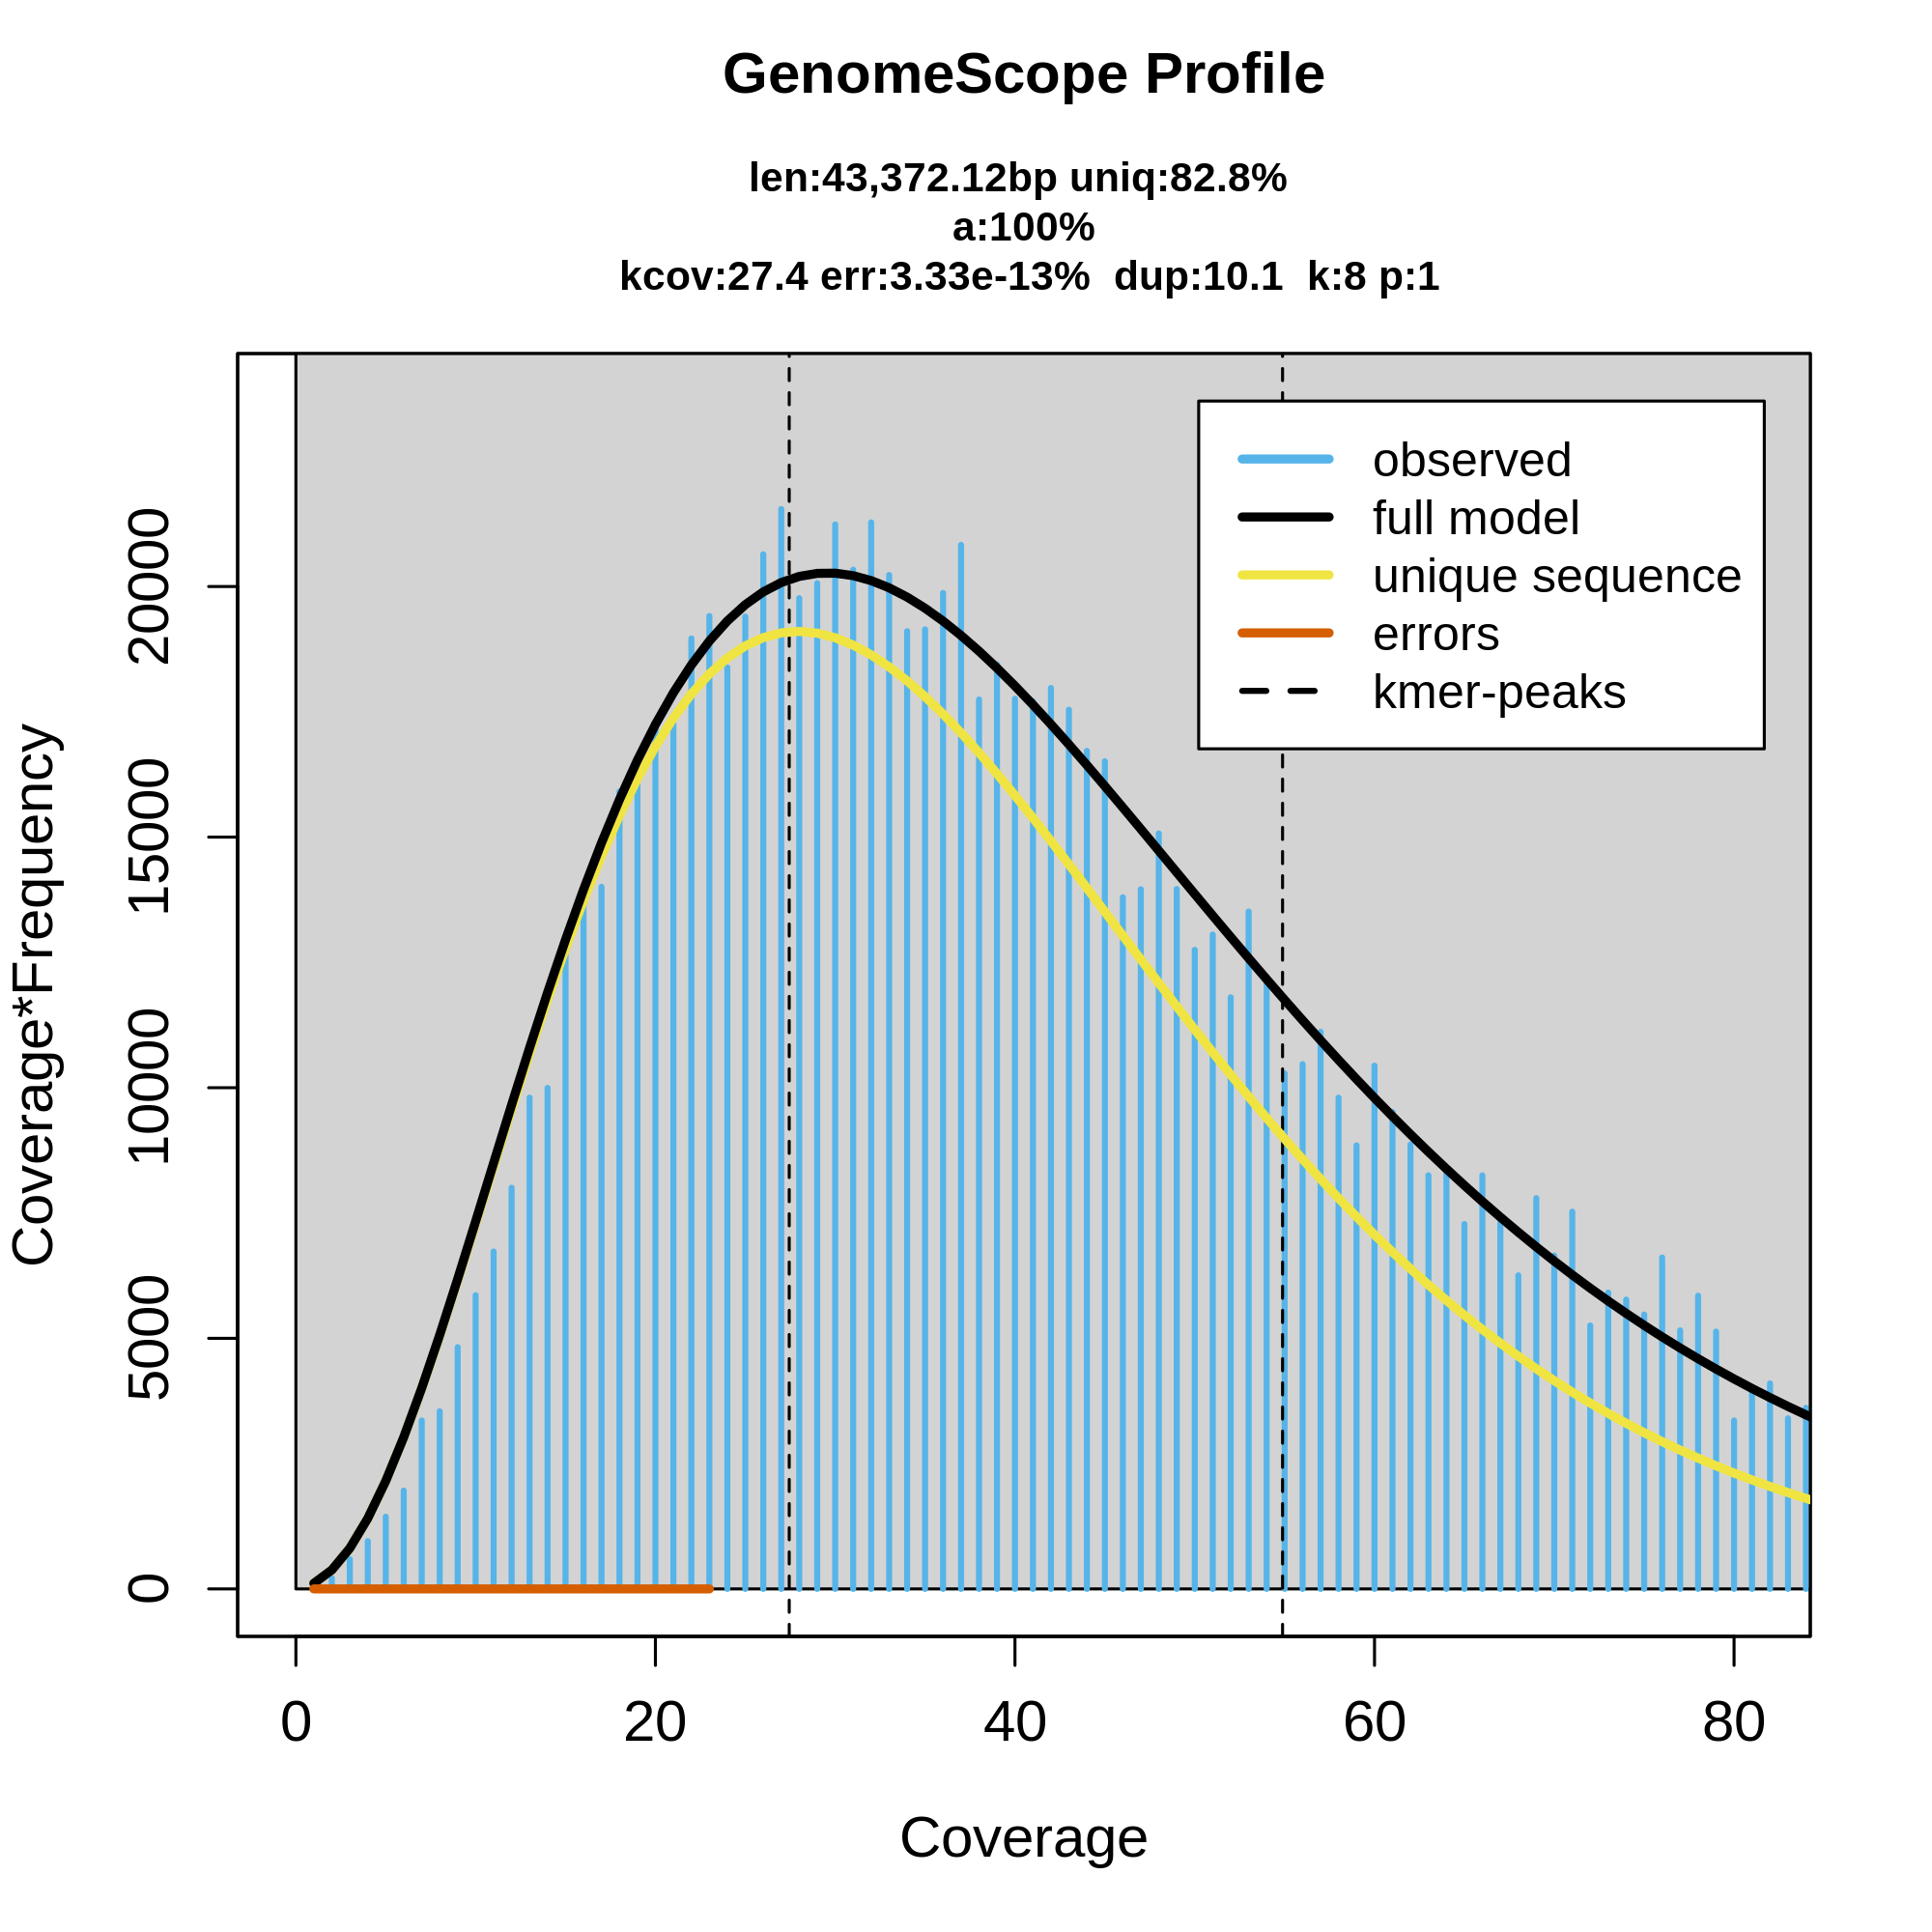 GenomeScope Profile
len:43,372.12bp uniq:82.8%
a:100%
kcov:27.4 err:3.33e-13% dup:10.1 k:8 p:1
observed
full model
unique sequence
errors
kmer-peaks
Coverage*Frequency
20000
15000
10000
5000
0
0 20 40 60 80
Coverage